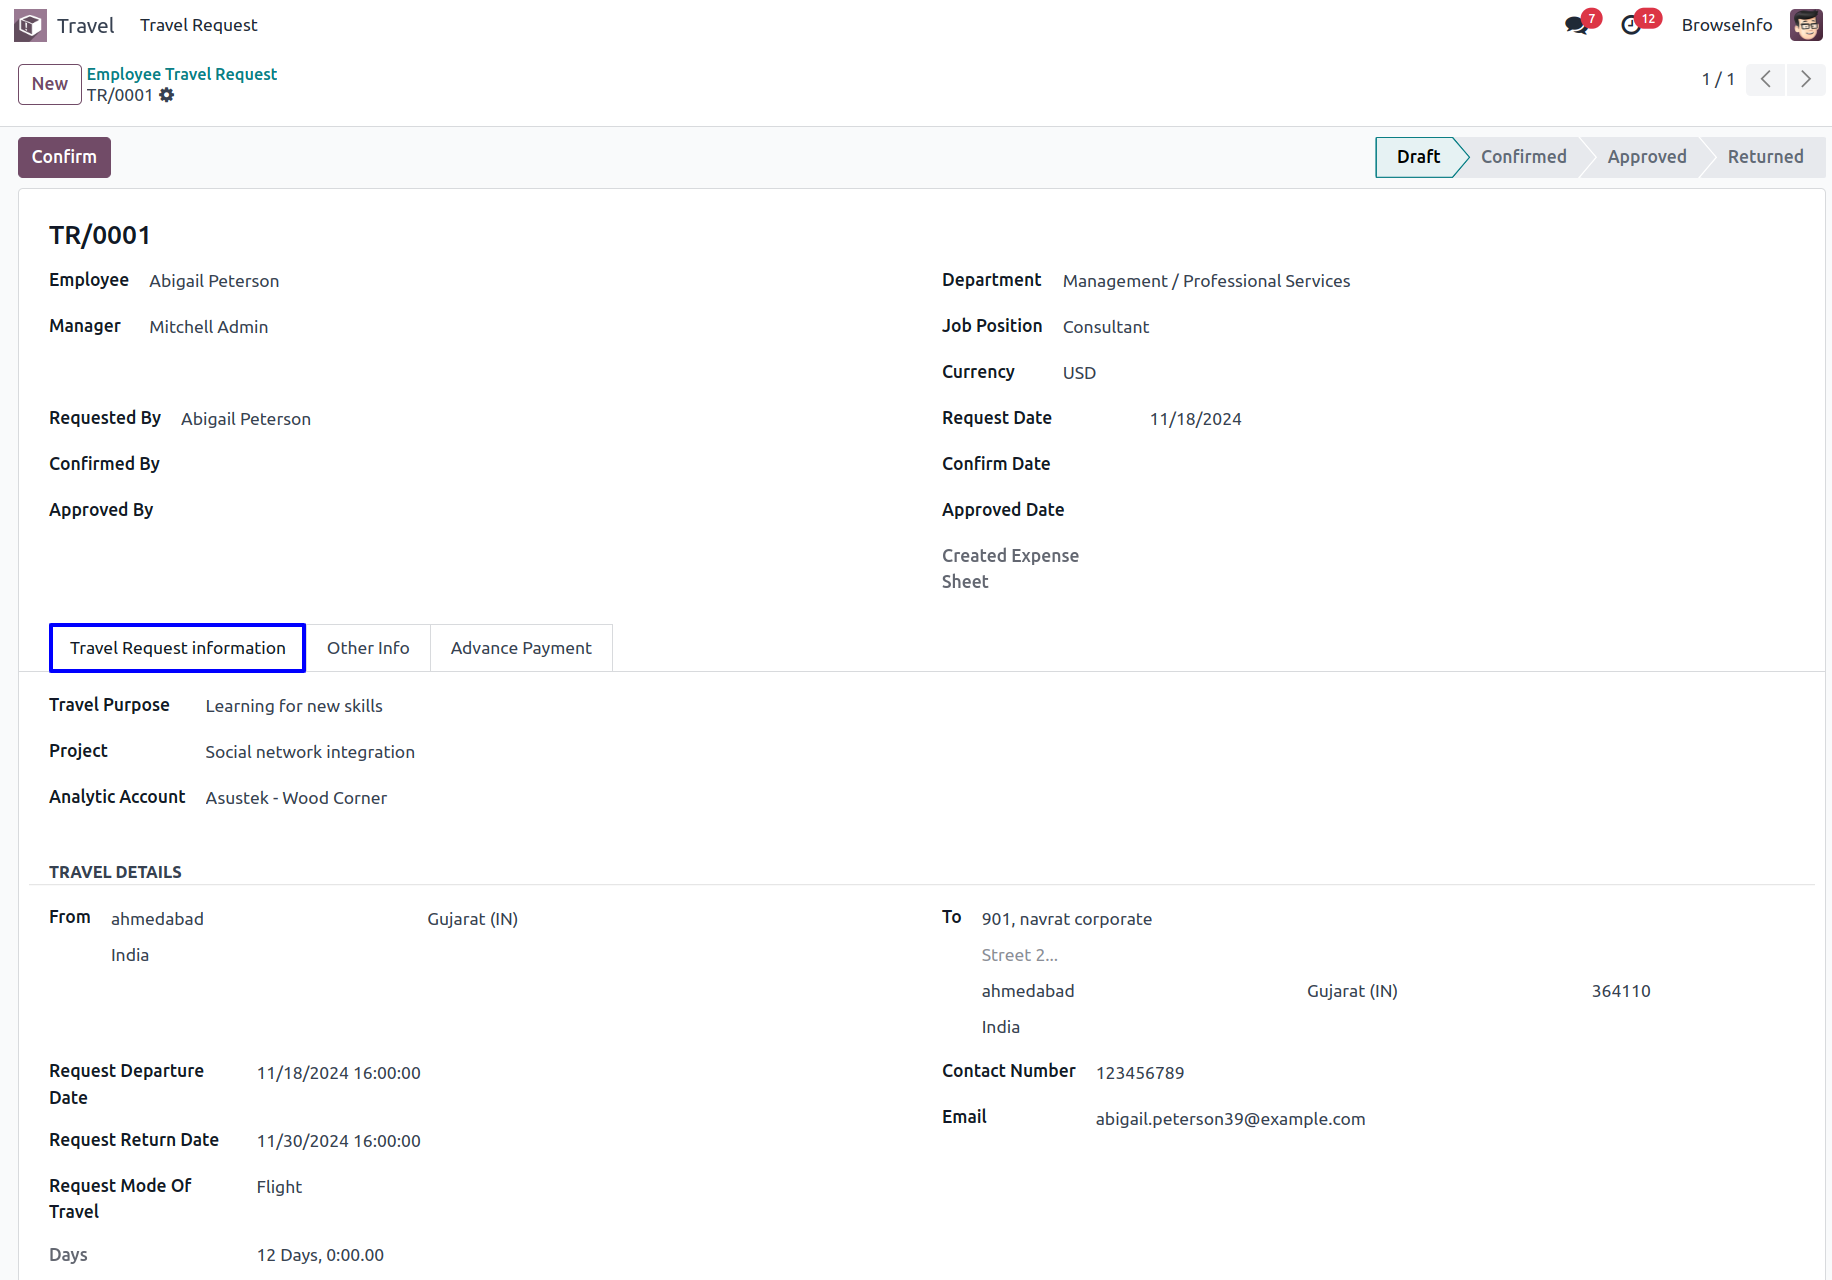 Travel Travel Request 7 12 BrowseInfo
New Employee Travel Request 1 / 1
TR/0001
Confirm Draft Confirmed Approved Returned
TR/0001
Employee Abigail Peterson Department Management / Professional Services
Manager Mitchell Admin Job Position Consultant
Currency USD
Requested By Abigail Peterson Request Date 11/18/2024
Confirmed By Confirm Date
Approved By Approved Date
Created Expense
Sheet
Travel Request information Other Info Advance Payment
Travel Purpose Learning for new skills
Project Social network integration
Analytic Account Asustek - Wood Corner
TRAVEL DETAILS
From ahmedabad Gujarat (IN) To 901, navrat corporate
India Street 2...
ahmedabad Gujarat (IN) 364110
India
Request Departure 11/18/2024 16:00:00 Contact Number 123456789
Date
Email abigail.peterson39@example.com
Request Return Date 11/30/2024 16:00:00
Request Mode Of Flight
Travel
Days 12 Days, 0:00.00